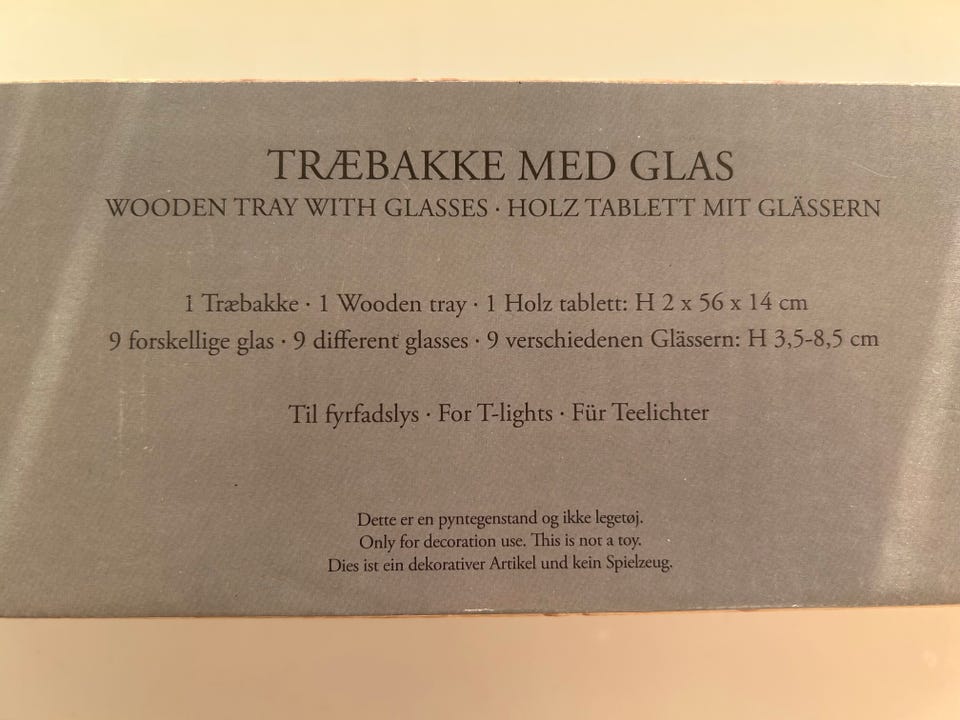 TRÆBAKKE MED GLAS
WOODEN TRAY WITH GLASSES · HOLZ TABLETT MIT GLÄSSERN
1 Træbakke · 1 Wooden tray · 1 Holz tablett: H 2 x 56 x 14 cm
9 forskellige glas · 9 different glasses · 9 verschiedenen Glässern: H 3,5-8,5 cm
Til fyrfadslys · For T-lights · Für Teelichter
Dette er en pyntegenstand og ikke legetøj.
Only for decoration use. This is not a toy.
Dies ist ein dekorativer Artikel und kein Spielzeug.